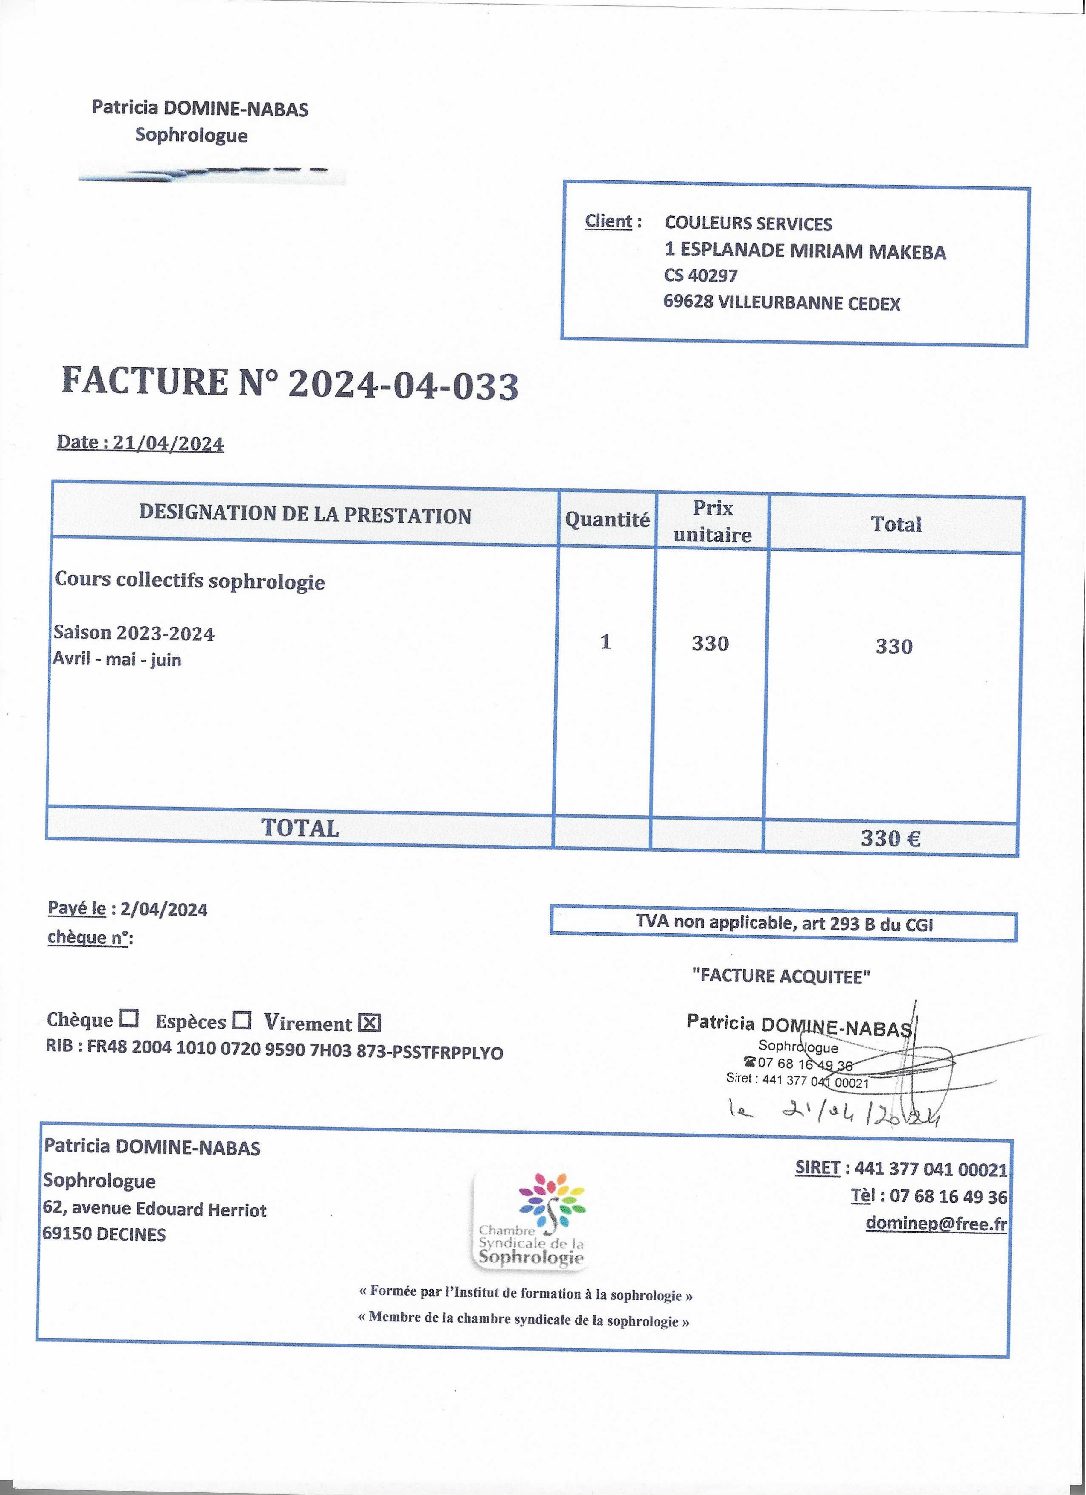 Patricia DOMINE-NABAS
Sophrologue
Client : COULEURS SERVICES
1 ESPLANADE MIRIAM MAKEBA
CS 40297
69628 VILLEURBANNE CEDEX
FACTURE N° 2024-04-033
Date : 21/04/2024
DESIGNATION DE LA PRESTATION Quantité Prix unitaire Total
Cours collectifs sophrologie
Saison 2023-2024 1 330 330
Avril - mai - juin
TOTAL 330 €
Payé le : 2/04/2024
chèque n°:
TVA non applicable, art 293 B du CGI
"FACTURE ACQUITEE"
Chèque ☐ Espèces ☐ Virement ☒
RIB : FR48 2004 1010 0720 9590 7H03 873-PSSTFRPPLYO
Patricia DOMINE-NABAS
Sophrologue
☎07 68 16 49 36
Siret : 441 377 041 00021
le 21/04/2024
Patricia DOMINE-NABAS
Sophrologue
62, avenue Edouard Herriot
69150 DECINES
Chambre
Syndicale de la
Sophrologie
SIRET : 441 377 041 00021
Tèl : 07 68 16 49 36
dominep@free.fr
« Formée par l'Institut de formation à la sophrologie »
« Membre de la chambre syndicale de la sophrologie »